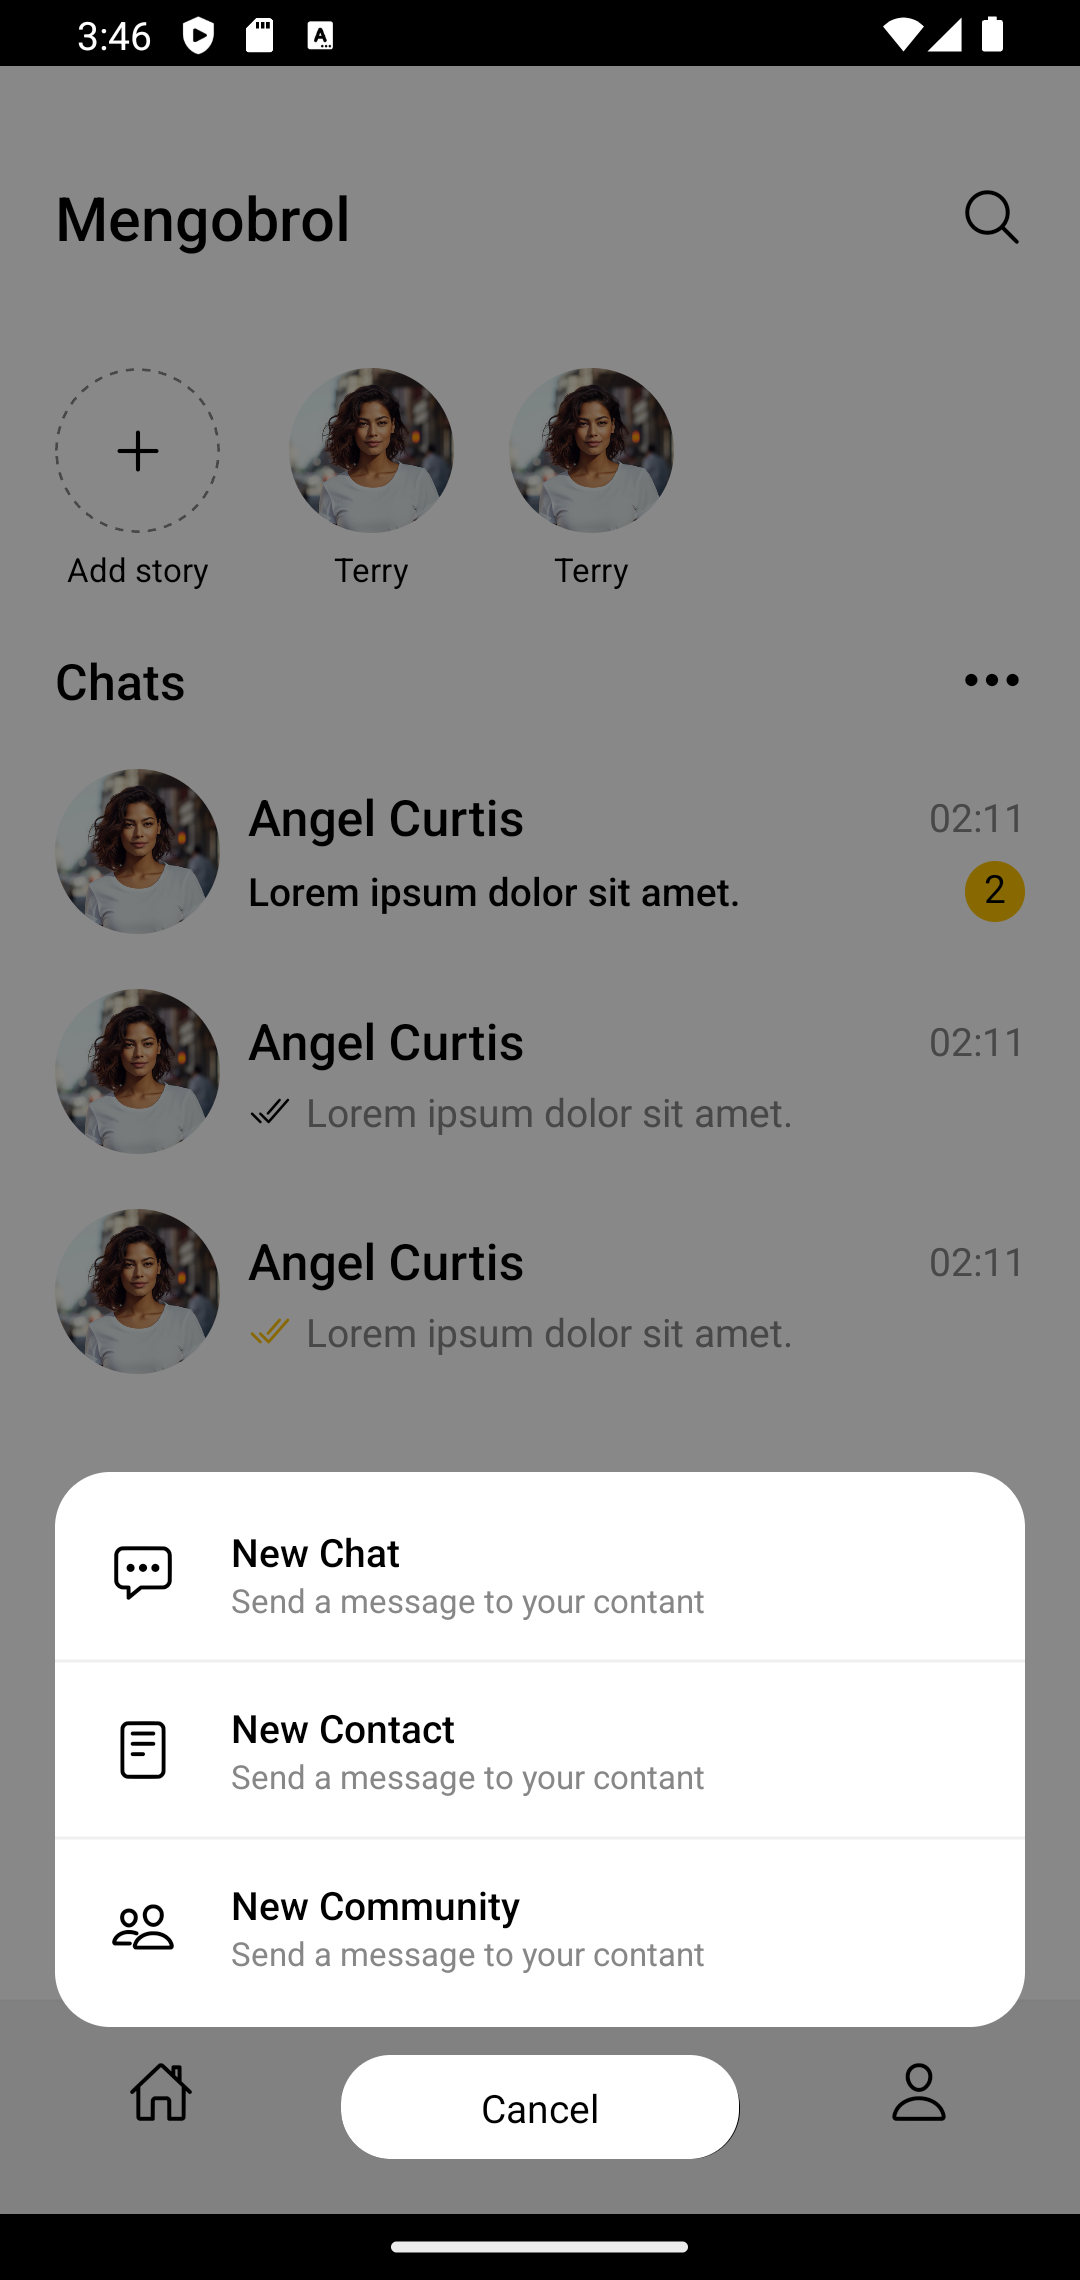 3:46
Mengobrol
Add story
Terry
Terry
Chats
Angel Curtis
02:11
Lorem ipsum dolor sit amet.
2
Angel Curtis
02:11
Lorem ipsum dolor sit amet.
Angel Curtis
02:11
Lorem ipsum dolor sit amet.
New Chat
Send a message to your contant
New Contact
Send a message to your contant
New Community
Send a message to your contant
Cancel